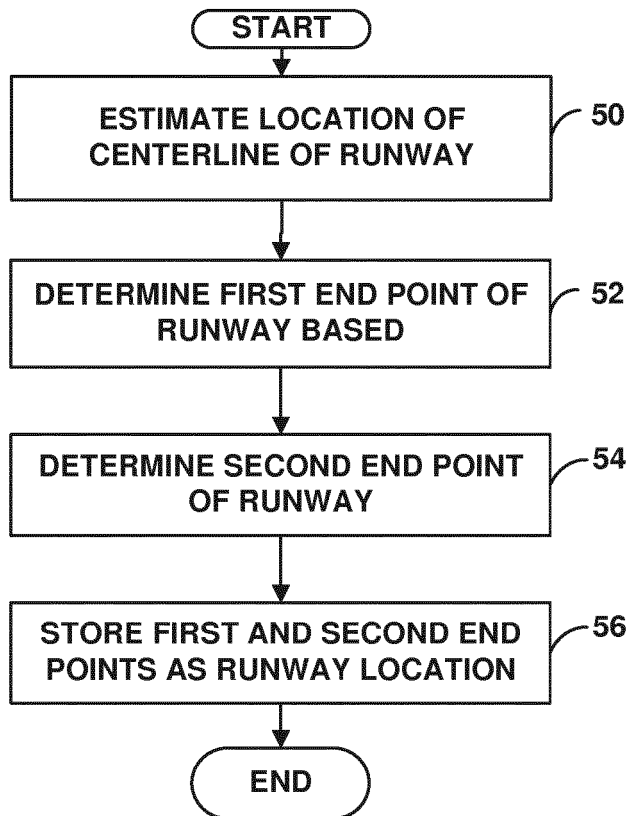 START
ESTIMATE LOCATION OF
CENTERLINE OF RUNWAY
50
DETERMINE FIRST END POINT OF
RUNWAY BASED
52
DETERMINE SECOND END POINT
OF RUNWAY
54
STORE FIRST AND SECOND END
POINTS AS RUNWAY LOCATION
56
END